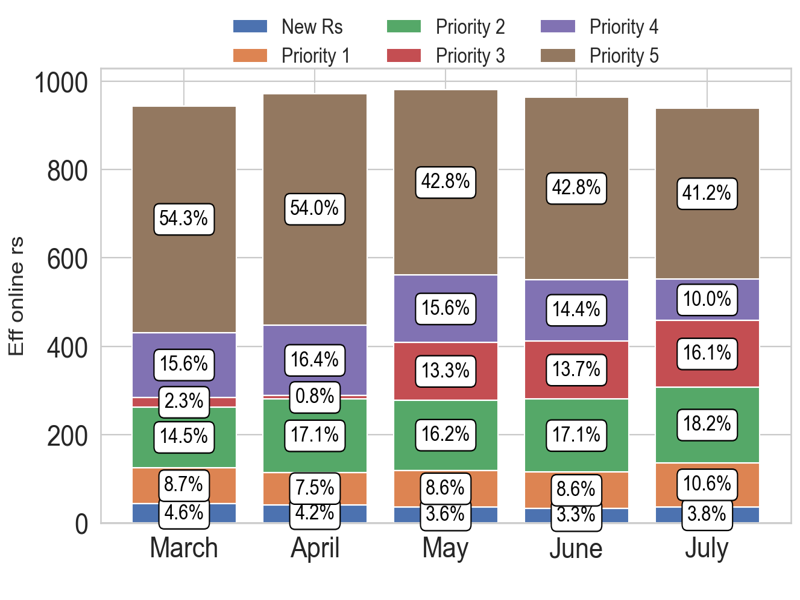 New Rs Priority 2 Priority 4
Priority 1 Priority 3 Priority 5
1000
800
600
400
200
0
Eff online rs
54.3% 54.0% 42.8% 42.8% 41.2%
15.6% 16.4% 15.6% 14.4% 10.0%
2.3% 0.8% 13.3% 13.7% 16.1%
14.5% 17.1% 16.2% 17.1% 18.2%
8.7% 7.5% 8.6% 8.6% 10.6%
4.6% 4.2% 3.6% 3.3% 3.8%
March April May June July